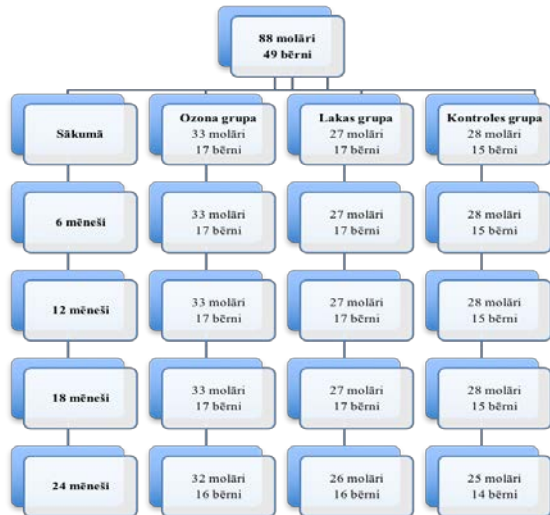 88 molāri
49 bērni
Sākumā
Ozona grupa
33 molāri
17 bērni
Lakas grupa
27 molāri
17 bērni
Kontroles grupa
28 molāri
15 bērni
6 mēneši
33 molāri
17 bērni
27 molāri
17 bērni
28 molāri
15 bērni
12 mēneši
33 molāri
17 bērni
27 molāri
17 bērni
28 molāri
15 bērni
18 mēneši
33 molāri
17 bērni
27 molāri
17 bērni
28 molāri
15 bērni
24 mēneši
32 molāri
16 bērni
26 molāri
16 bērni
25 molāri
14 bērni